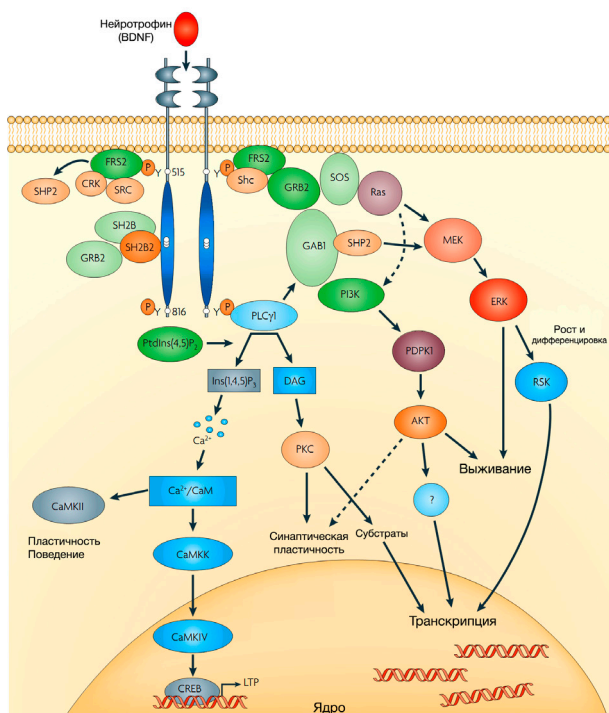 Нейротрофин
(BDNF)
FRS2
P
Y
515
P
Y
FRS2
SOS
SHP2
CRK
SRC
Shc
GRB2
Ras
SH2B
GRB2
SH2B2
GAB1
SHP2
MEK
PI3K
ERK
P
Y
816
P
Y
PLCγ1
PtdIns(4,5)P2
Рост и
дифференцировка
PDPK1
Ins(1,4,5)P3
DAG
RSK
AKT
Ca2+
PKC
Выживание
CaMKII
Ca2+/CaM
?
Пластичность
Поведение
CaMKK
Синаптическая
пластичность
Субстраты
CaMKIV
Транскрипция
CREB
LTP
Ядро